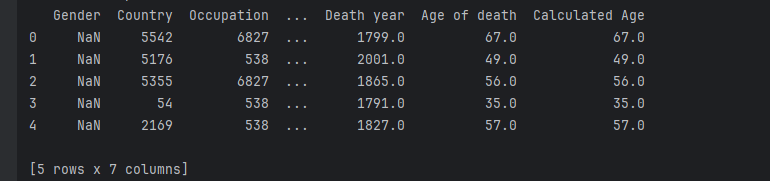 Gender Country Occupation ... Death year Age of death Calculated Age
0 NaN 5542 6827 ... 1799.0 67.0 67.0
1 NaN 5176 538 ... 2001.0 49.0 49.0
2 NaN 5355 6827 ... 1865.0 56.0 56.0
3 NaN 54 538 ... 1791.0 35.0 35.0
4 NaN 2169 538 ... 1827.0 57.0 57.0
[5 rows x 7 columns]